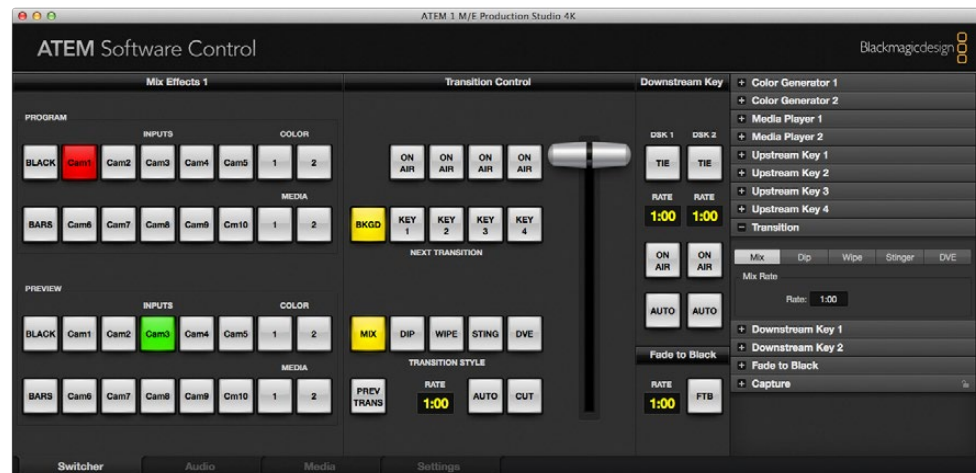 ATEM 1 M/E Production Studio 4K
ATEM Software Control
Blackmagicdesign
Mix Effects 1
Transition Control
Downstream Key
PROGRAM
INPUTS
COLOR
BLACK Cam1 Cam2 Cam3 Cam4 Cam5 1 2
MEDIA
BARS Cam6 Cam7 Cam8 Cam9 Cm10 1 2
PREVIEW
INPUTS
COLOR
BLACK Cam1 Cam2 Cam3 Cam4 Cam5 1 2
MEDIA
BARS Cam6 Cam7 Cam8 Cam9 Cm10 1 2
ON ON ON ON
AIR AIR AIR AIR
BKGD KEY KEY KEY KEY
1 2 3 4
NEXT TRANSITION
MIX DIP WIPE STING DVE
TRANSITION STYLE
PREV
TRANS
RATE
1:00
AUTO
CUT
DSK 1 DSK 2
TIE TIE
RATE RATE
1:00 1:00
ON ON
AIR AIR
AUTO AUTO
Fade to Black
RATE
1:00
FTB
+ Color Generator 1
+ Color Generator 2
+ Media Player 1
+ Media Player 2
+ Upstream Key 1
+ Upstream Key 2
+ Upstream Key 3
+ Upstream Key 4
− Transition
Mix Dip Wipe Stinger DVE
Mix Rate
Rate: 1:00
+ Downstream Key 1
+ Downstream Key 2
+ Fade to Black
+ Capture
Switcher Audio Media Settings